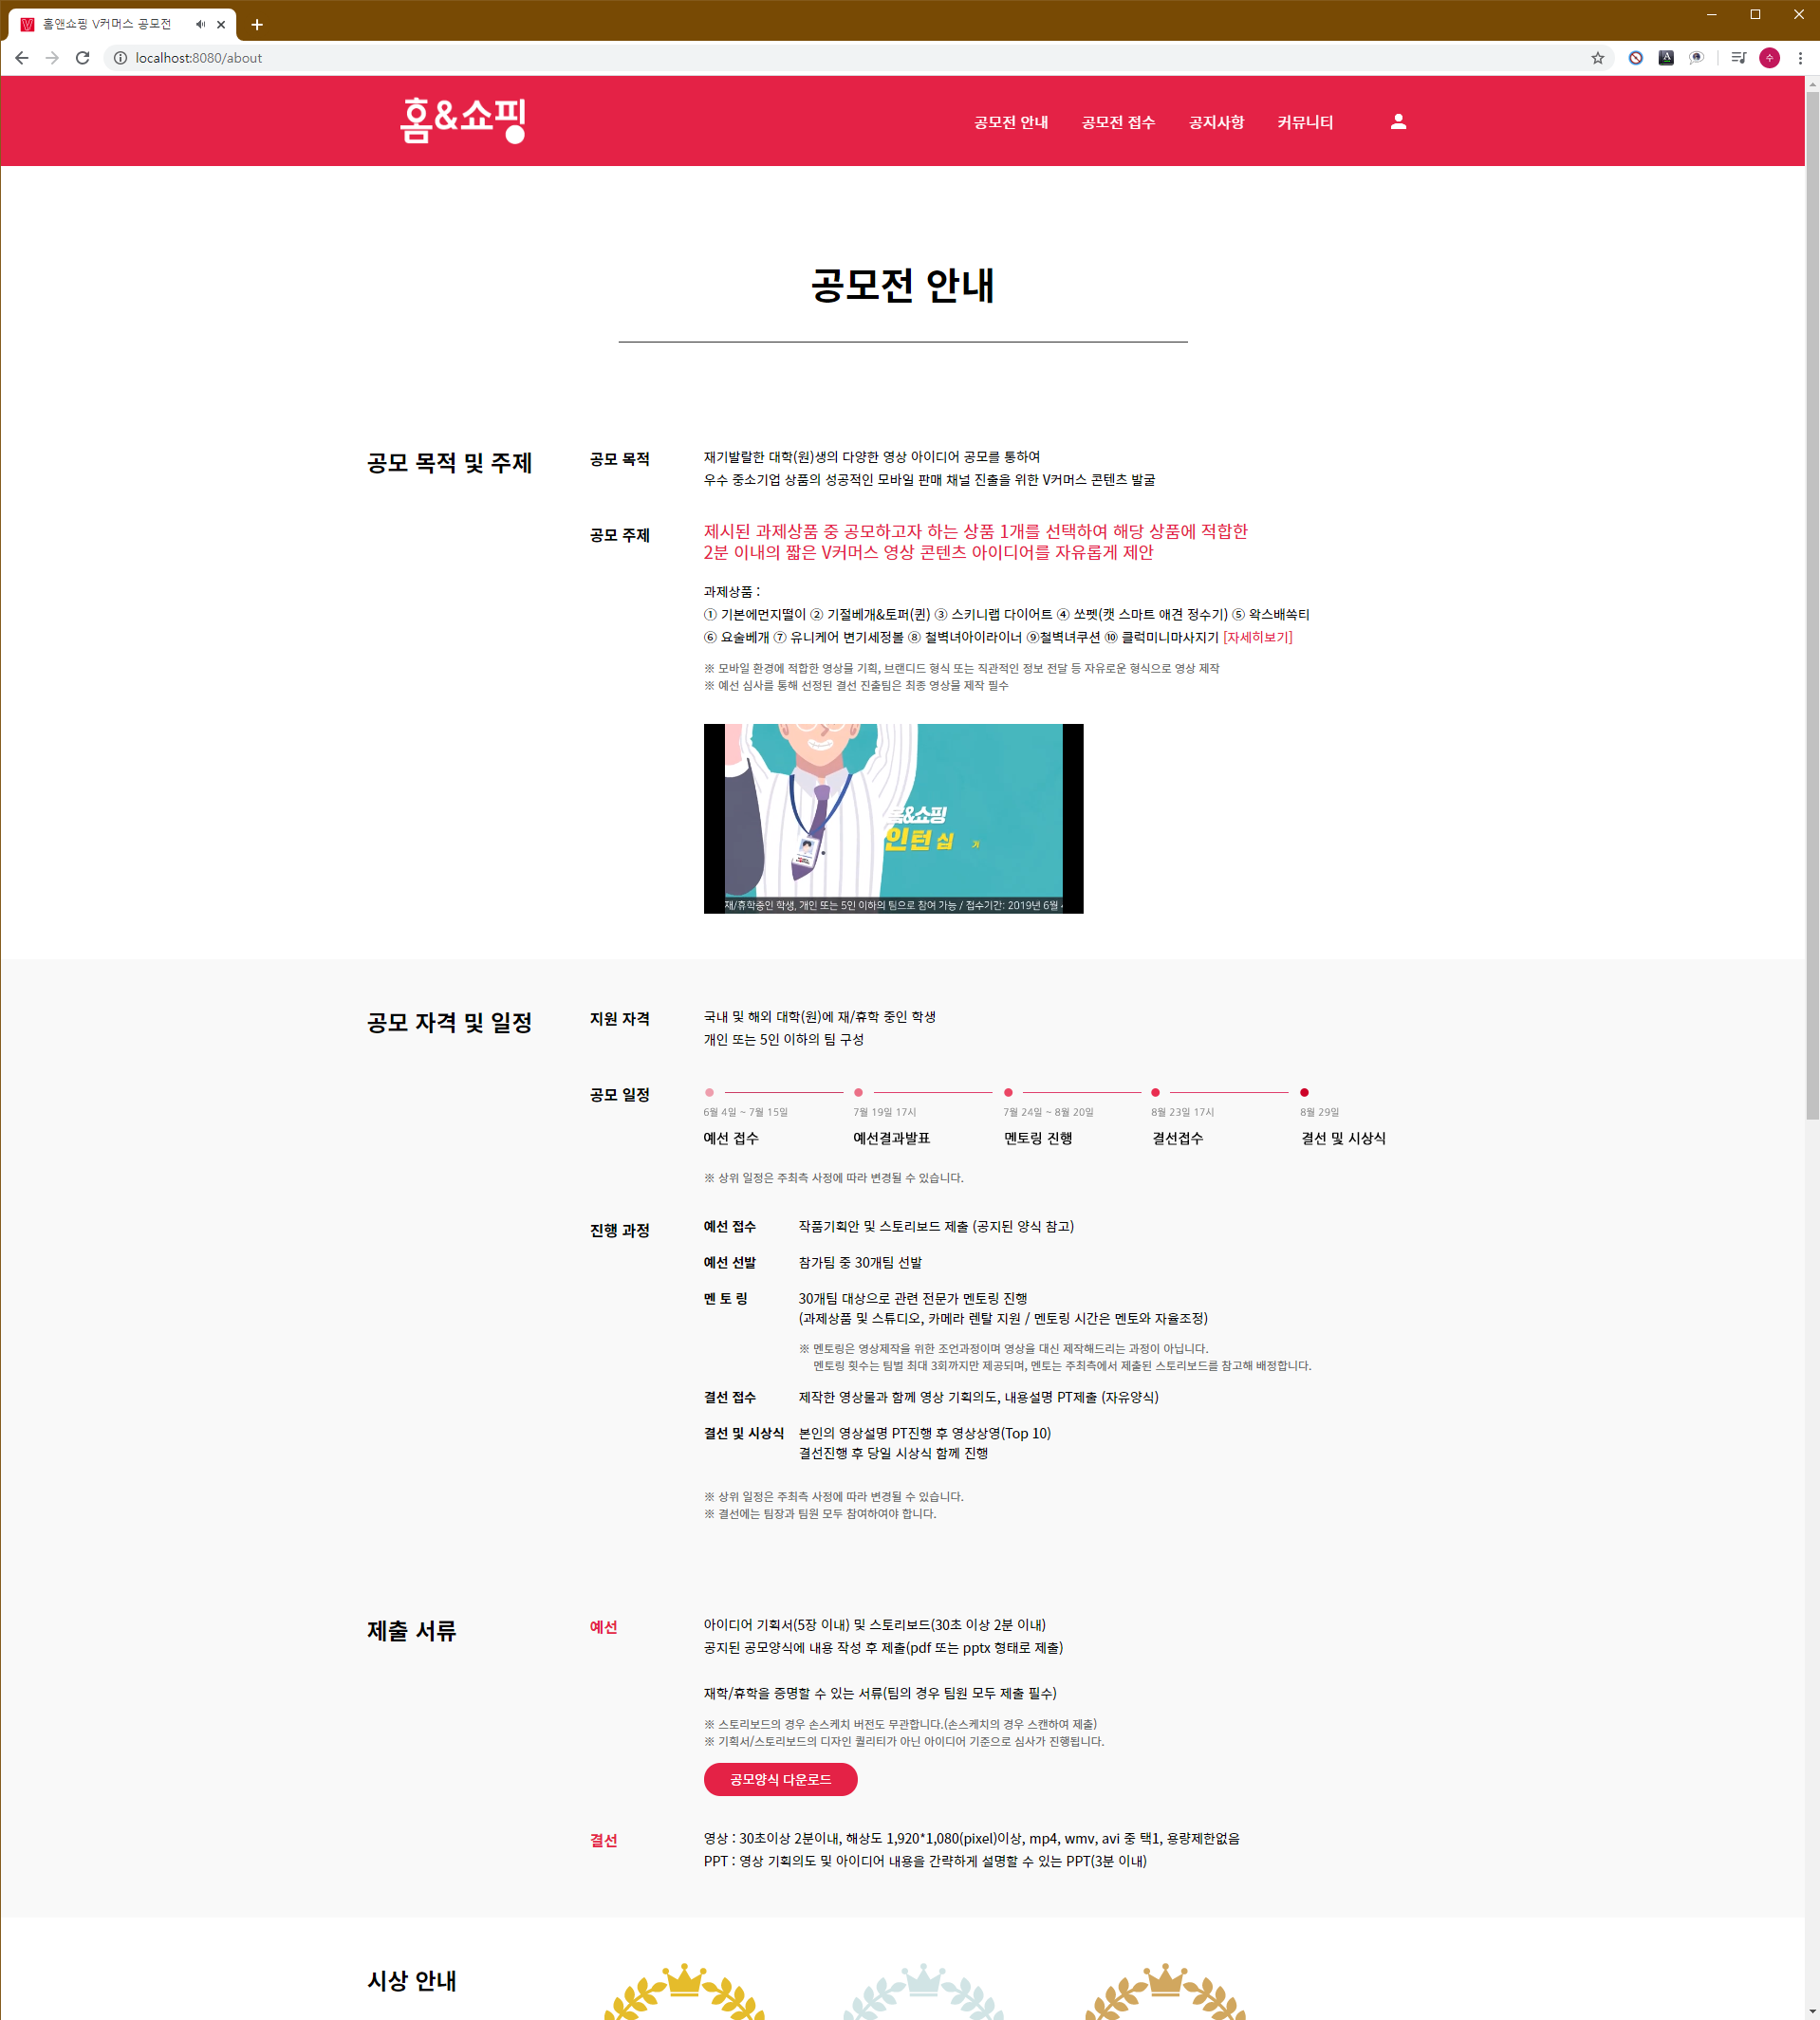 홈앤쇼핑 V커머스 공모전
localhost:8080/about
수
홈&쇼핑
공모전 안내 공모전 접수 공지사항 커뮤니티
공모전 안내
공모 목적 및 주제
공모 목적
재기발랄한 대학(원)생의 다양한 영상 아이디어 공모를 통하여
우수 중소기업 상품의 성공적인 모바일 판매 채널 진출을 위한 V커머스 콘텐츠 발굴
공모 주제
제시된 과제상품 중 공모하고자 하는 상품 1개를 선택하여 해당 상품에 적합한
2분 이내의 짧은 V커머스 영상 콘텐츠 아이디어를 자유롭게 제안
과제상품 :
① 기본에먼지떨이 ② 기절베개&토퍼(퀸) ③ 스키니랩 다이어트 ④ 쏘펫(캣 스마트 애견 정수기) ⑤ 왁스배쏙티
⑥ 요술베개 ⑦ 유니케어 변기세정볼 ⑧ 철벽녀아이라이너 ⑨철벽녀쿠션 ⑩ 클럭미니마사지기 [자세히보기]
※ 모바일 환경에 적합한 영상물 기획, 브랜디드 형식 또는 직관적인 정보 전달 등 자유로운 형식으로 영상 제작
※ 예선 심사를 통해 선정된 결선 진출팀은 최종 영상물 제작 필수
홈&쇼핑
인턴 십 기
재/휴학중인 학생, 개인 또는 5인 이하의 팀으로 참여 가능 / 접수기간: 2019년 6월
공모 자격 및 일정
지원 자격
국내 및 해외 대학(원)에 재/휴학 중인 학생
개인 또는 5인 이하의 팀 구성
공모 일정
6월 4일 ~ 7월 15일 7월 19일 17시 7월 24일 ~ 8월 20일 8월 23일 17시 8월 29일
예선 접수 예선결과발표 멘토링 진행 결선접수 결선 및 시상식
※ 상위 일정은 주최측 사정에 따라 변경될 수 있습니다.
진행 과정
예선 접수 작품기획안 및 스토리보드 제출 (공지된 양식 참고)
예선 선발 참가팀 중 30개팀 선발
멘 토 링 30개팀 대상으로 관련 전문가 멘토링 진행
(과제상품 및 스튜디오, 카메라 렌탈 지원 / 멘토링 시간은 멘토와 자율조정)
※ 멘토링은 영상제작을 위한 조언과정이며 영상을 대신 제작해드리는 과정이 아닙니다.
멘토링 횟수는 팀별 최대 3회까지만 제공되며, 멘토는 주최측에서 제출된 스토리보드를 참고해 배정합니다.
결선 접수 제작한 영상물과 함께 영상 기획의도, 내용설명 PT제출 (자유양식)
결선 및 시상식 본인의 영상설명 PT진행 후 영상상영(Top 10)
결선진행 후 당일 시상식 함께 진행
※ 상위 일정은 주최측 사정에 따라 변경될 수 있습니다.
※ 결선에는 팀장과 팀원 모두 참여하여야 합니다.
제출 서류
예선
아이디어 기획서(5장 이내) 및 스토리보드(30초 이상 2분 이내)
공지된 공모양식에 내용 작성 후 제출(pdf 또는 pptx 형태로 제출)
재학/휴학을 증명할 수 있는 서류(팀의 경우 팀원 모두 제출 필수)
※ 스토리보드의 경우 손스케치 버전도 무관합니다.(손스케치의 경우 스캔하여 제출)
※ 기획서/스토리보드의 디자인 퀄리티가 아닌 아이디어 기준으로 심사가 진행됩니다.
공모양식 다운로드
결선
영상 : 30초이상 2분이내, 해상도 1,920*1,080(pixel)이상, mp4, wmv, avi 중 택1, 용량제한없음
PPT : 영상 기획의도 및 아이디어 내용을 간략하게 설명할 수 있는 PPT(3분 이내)
시상 안내